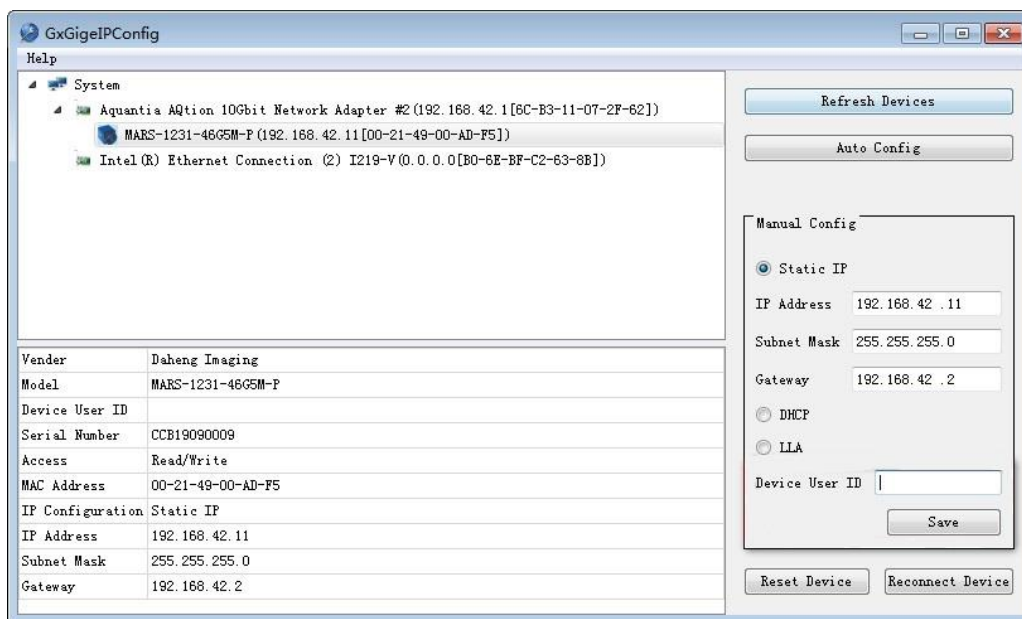 GxGigeIPConfig
Help
System
Aquantia AQtion 10Gbit Network Adapter #2(192.168.42.1[6C-B3-11-07-2F-62])
MARS-1231-46G5M-P(192.168.42.11[00-21-49-00-AD-F5])
Intel(R) Ethernet Connection (2) I219-V(0.0.0.0[B0-6E-BF-C2-63-8B])
Refresh Devices
Auto Config
Manual Config
Static IP
IP Address 192.168.42 .11
Subnet Mask 255.255.255.0
Gateway 192.168.42 .2
DHCP
LLA
Device User ID
Save
Reset Device Reconnect Device
Vender Daheng Imaging
Model MARS-1231-46G5M-P
Device User ID
Serial Number CCB19090009
Access Read/Write
MAC Address 00-21-49-00-AD-F5
IP Configuration Static IP
IP Address 192.168.42.11
Subnet Mask 255.255.255.0
Gateway 192.168.42.2